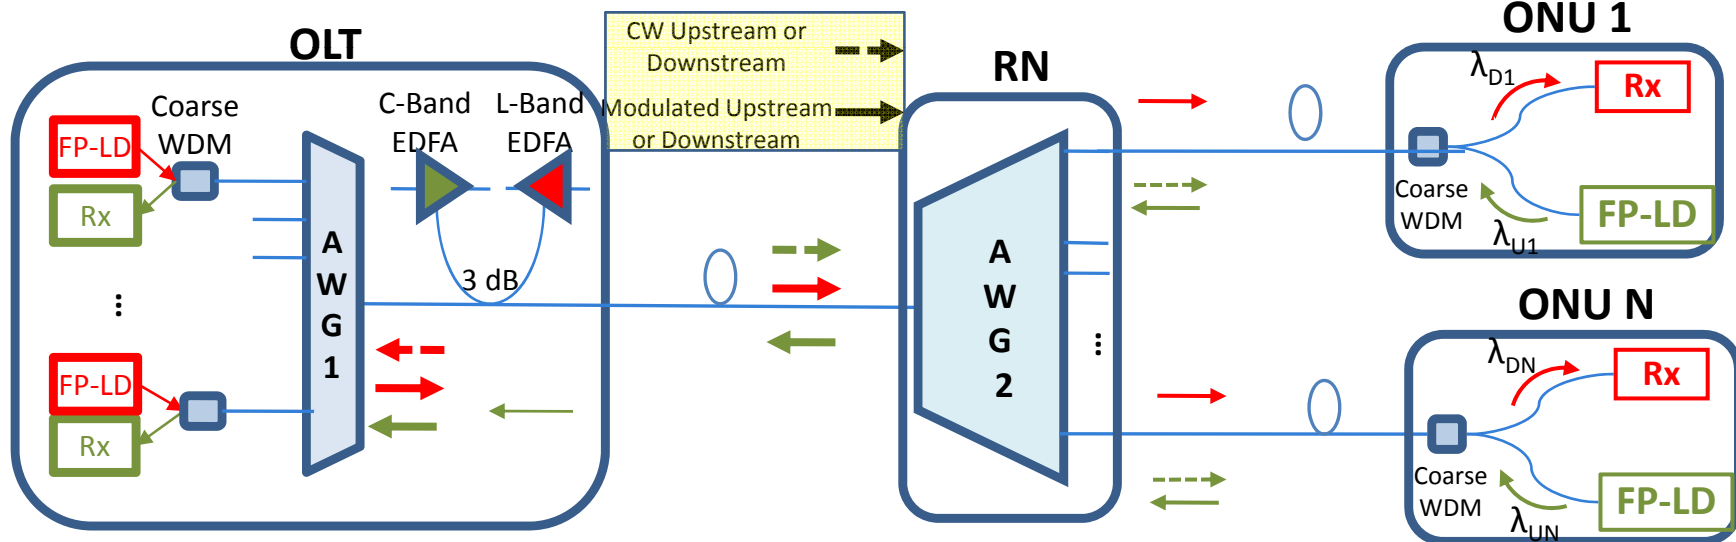 OLT
CW Upstream or
Downstream
Modulated Upstream
or Downstream
RN
ONU 1
Coarse
WDM
C-Band
EDFA
L-Band
EDFA
FP-LD
Rx
A
W
G
1
3 dB
...
FP-LD
Rx
A
W
G
2
...
λD1
Rx
Coarse
WDM
λU1
FP-LD
ONU N
λDN
Rx
Coarse
WDM
λUN
FP-LD